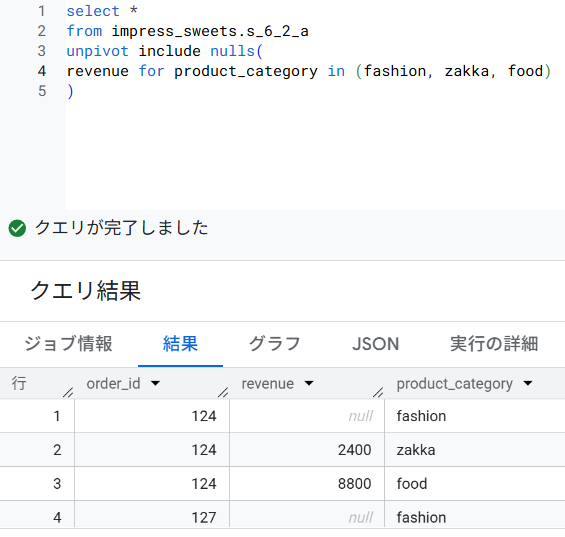 1 select *
2 from impress_sweets.s_6_2_a
3 unpivot include nulls(
4 revenue for product_category in (fashion, zakka, food)
5 )
クエリが完了しました
クエリ結果
ジョブ情報 結果 グラフ JSON 実行の詳細
行 order_id revenue product_category
1 124 null fashion
2 124 2400 zakka
3 124 8800 food
4 127 null fashion